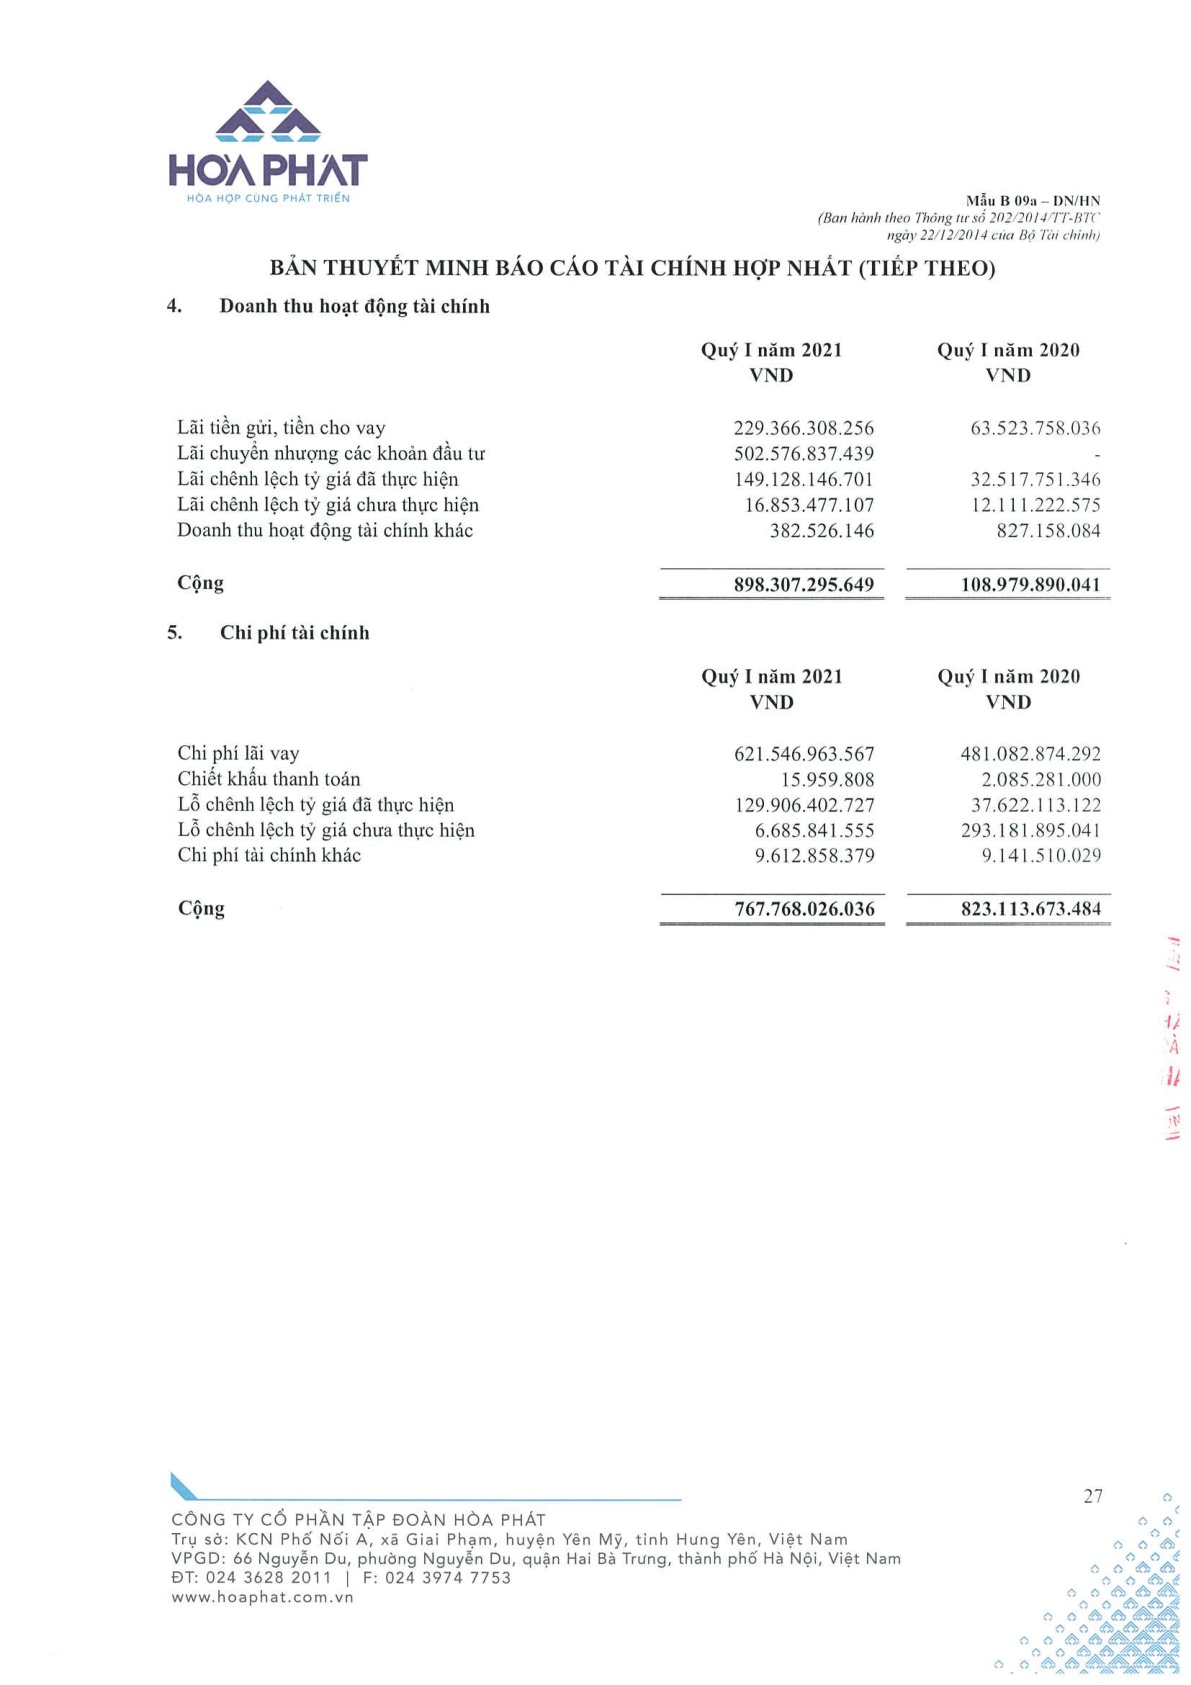 HÒA PHÁT
HÒA HỢP CÙNG PHÁT TRIỂN
Mẫu B 09a – DN/HN
(Ban hành theo Thông tư số 202/2014/TT-BTC
ngày 22/12/2014 của Bộ Tài chính)
BẢN THUYẾT MINH BÁO CÁO TÀI CHÍNH HỢP NHẤT (TIẾP THEO)
4. Doanh thu hoạt động tài chính
Quý I năm 2021 Quý I năm 2020
VND VND
Lãi tiền gửi, tiền cho vay 229.366.308.256 63.523.758.036
Lãi chuyển nhượng các khoản đầu tư 502.576.837.439 -
Lãi chênh lệch tỷ giá đã thực hiện 149.128.146.701 32.517.751.346
Lãi chênh lệch tỷ giá chưa thực hiện 16.853.477.107 12.111.222.575
Doanh thu hoạt động tài chính khác 382.526.146 827.158.084
Cộng 898.307.295.649 108.979.890.041
5. Chi phí tài chính
Quý I năm 2021 Quý I năm 2020
VND VND
Chi phí lãi vay 621.546.963.567 481.082.874.292
Chiết khấu thanh toán 15.959.808 2.085.281.000
Lỗ chênh lệch tỷ giá đã thực hiện 129.906.402.727 37.622.113.122
Lỗ chênh lệch tỷ giá chưa thực hiện 6.685.841.555 293.181.895.041
Chi phí tài chính khác 9.612.858.379 9.141.510.029
Cộng 767.768.026.036 823.113.673.484
27
CÔNG TY CỔ PHẦN TẬP ĐOÀN HÒA PHÁT
Trụ sở: KCN Phố Nối A, xã Giai Phạm, huyện Yên Mỹ, tỉnh Hưng Yên, Việt Nam
VPGD: 66 Nguyễn Du, phường Nguyễn Du, quận Hai Bà Trưng, thành phố Hà Nội, Việt Nam
ĐT: 024 3628 2011 | F: 024 3974 7753
www.hoaphat.com.vn